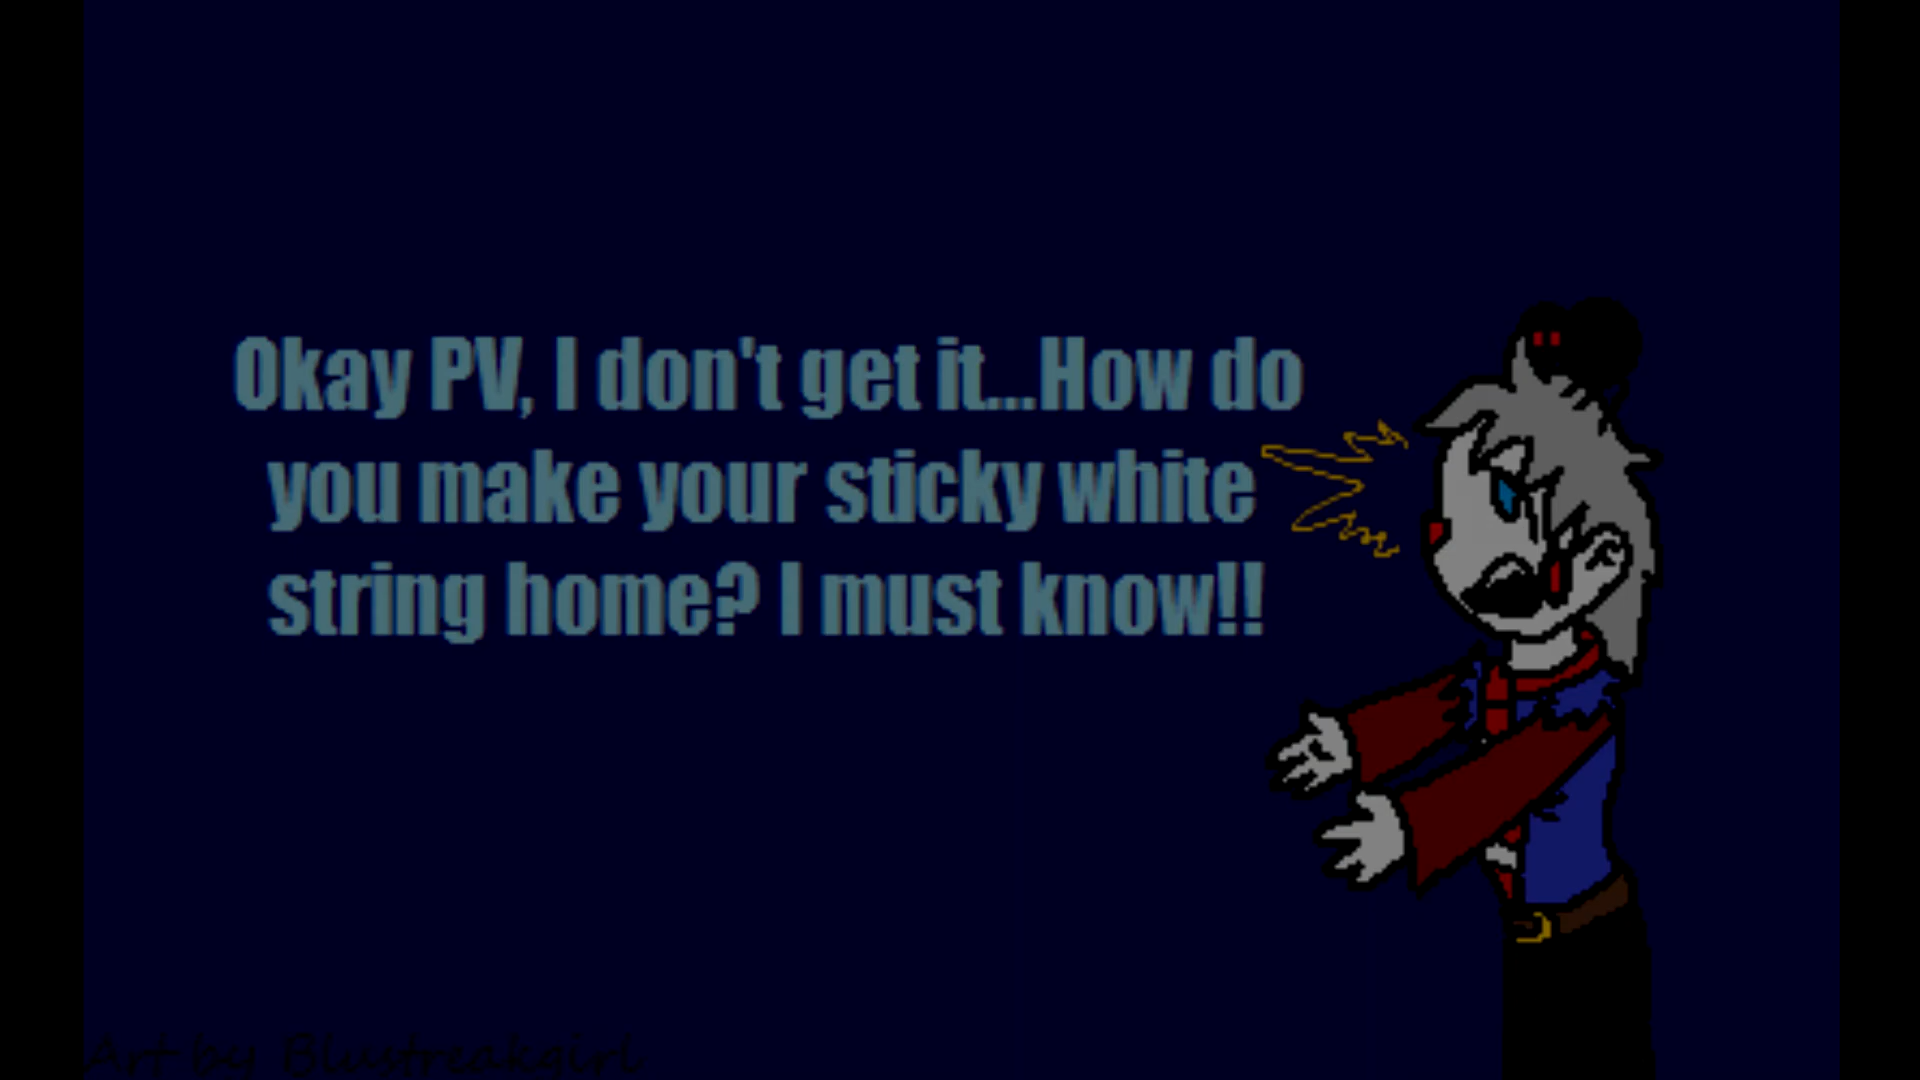 Okay PV, I don't get it...How do
you make your sticky white
string home? I must know!!
Art by Blustreakgirl